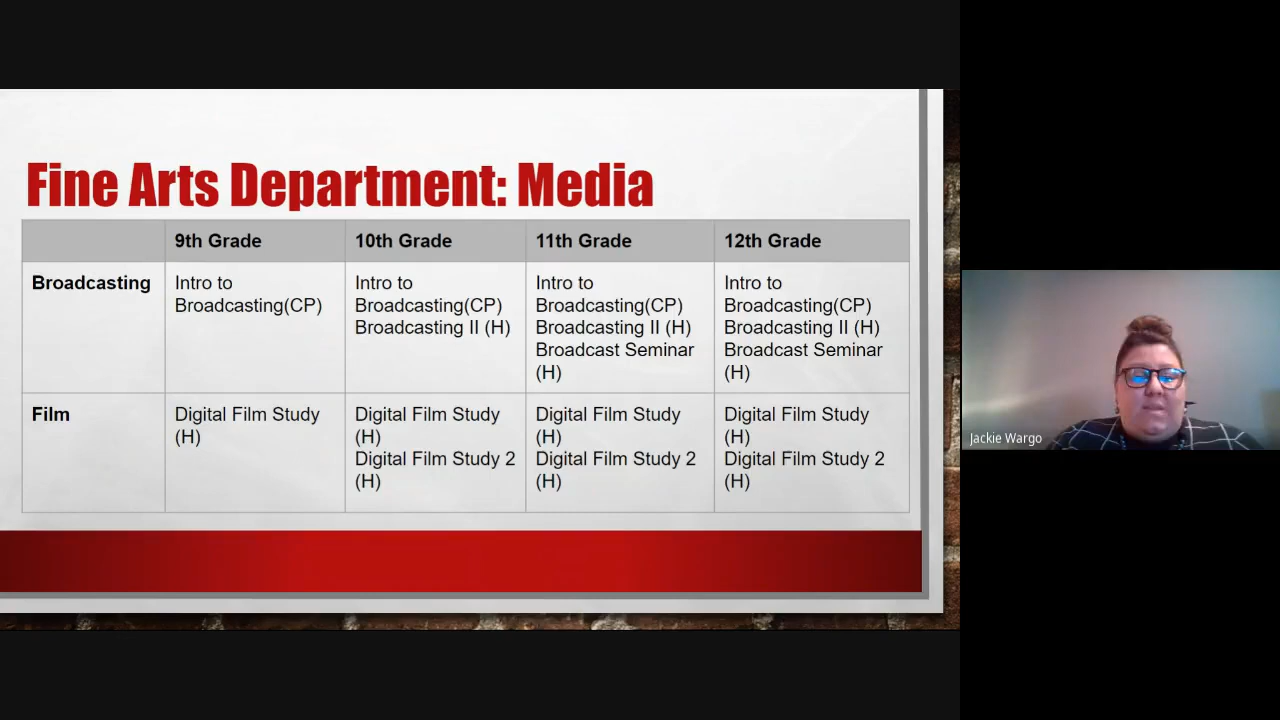 Fine Arts Department: Media
9th Grade
10th Grade
11th Grade
12th Grade
Broadcasting
Intro to
Broadcasting(CP)
Intro to
Broadcasting(CP)
Broadcasting II (H)
Intro to
Broadcasting(CP)
Broadcasting II (H)
Broadcast Seminar
(H)
Intro to
Broadcasting(CP)
Broadcasting II (H)
Broadcast Seminar
(H)
Film
Digital Film Study
(H)
Digital Film Study
(H)
Digital Film Study 2
(H)
Digital Film Study
(H)
Digital Film Study 2
(H)
Digital Film Study
(H)
Digital Film Study 2
(H)
Jackie Wargo